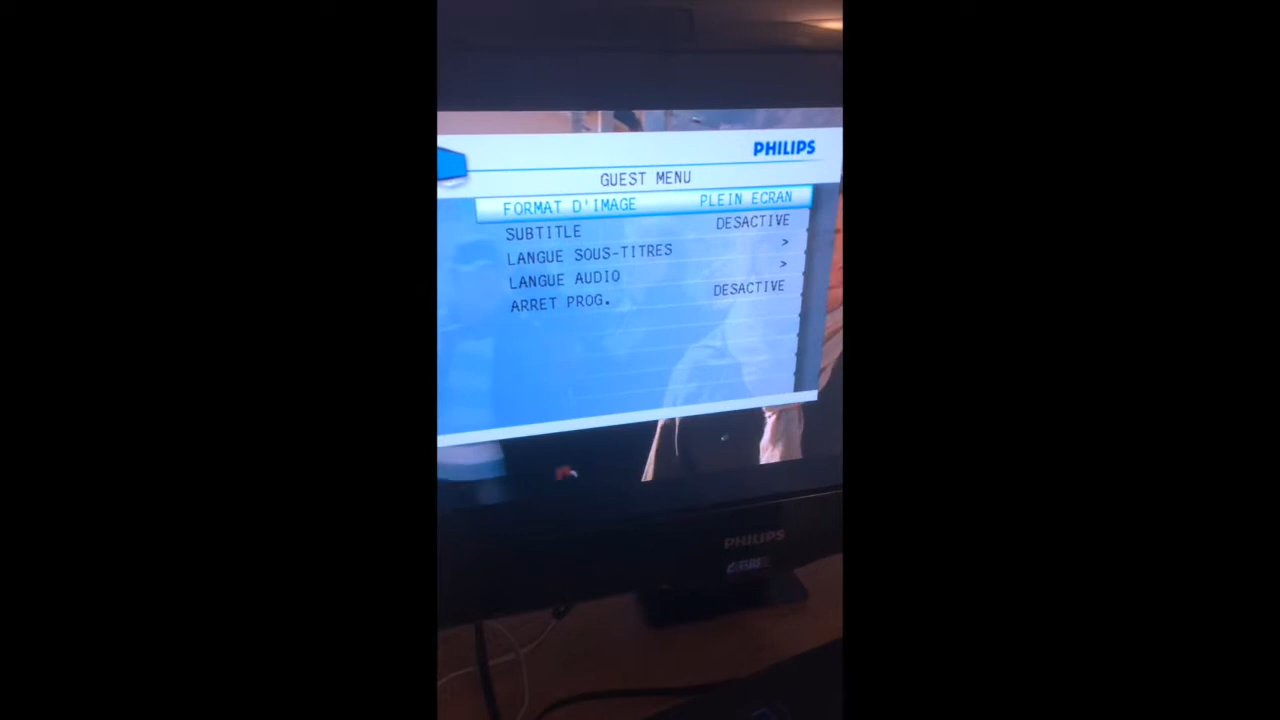 PHILIPS
GUEST MENU
FORMAT D'IMAGE PLEIN ECRAN
SUBTITLE DESACTIVE
LANGUE SOUS-TITRES >
LANGUE AUDIO >
ARRET PROG. DESACTIVE
PHILIPS